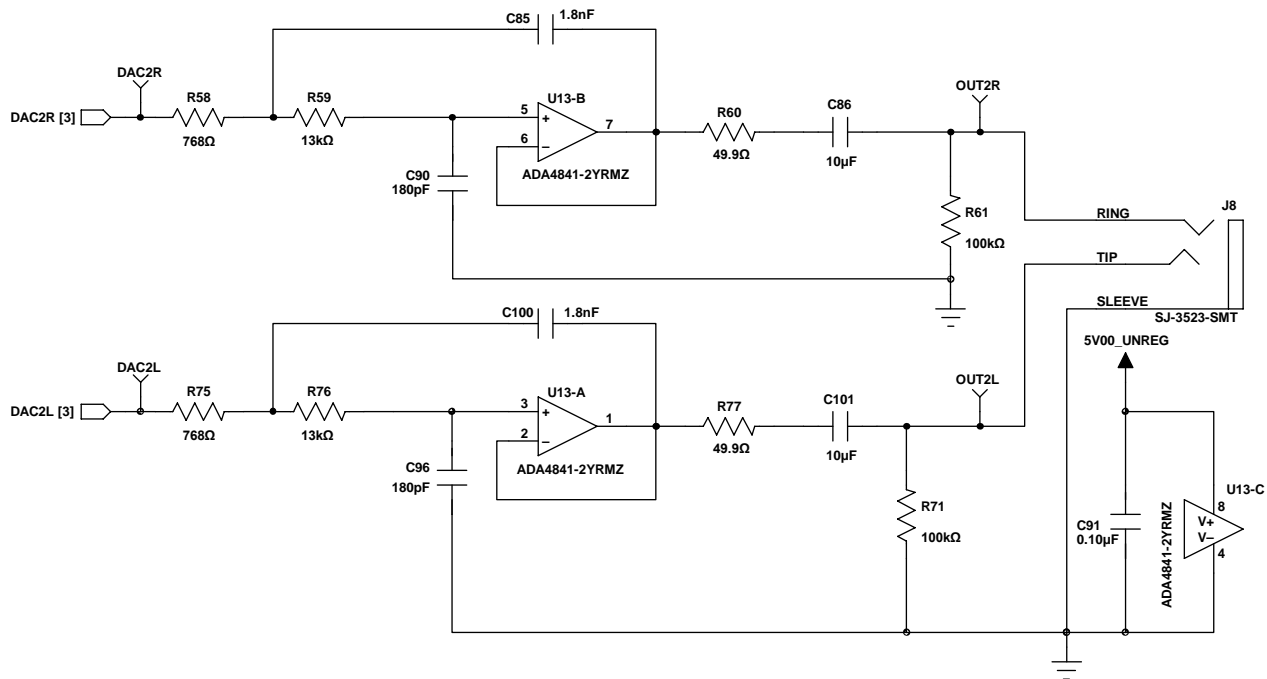 C85
1.8nF
DAC2R
DAC2R [3]
R58
768Ω
R59
13kΩ
C90
180pF
U13-B
5
+
6
–
7
ADA4841-2YRMZ
R60
49.9Ω
C86
10µF
OUT2R
R61
100kΩ
RING
J8
TIP
SLEEVE
SJ-3523-SMT
C100
1.8nF
DAC2L
DAC2L [3]
R75
768Ω
R76
13kΩ
C96
180pF
U13-A
3
+
2
–
1
ADA4841-2YRMZ
R77
49.9Ω
C101
10µF
OUT2L
R71
100kΩ
5V00_UNREG
C91
0.10µF
ADA4841-2YRMZ
U13-C
8
V+
V–
4